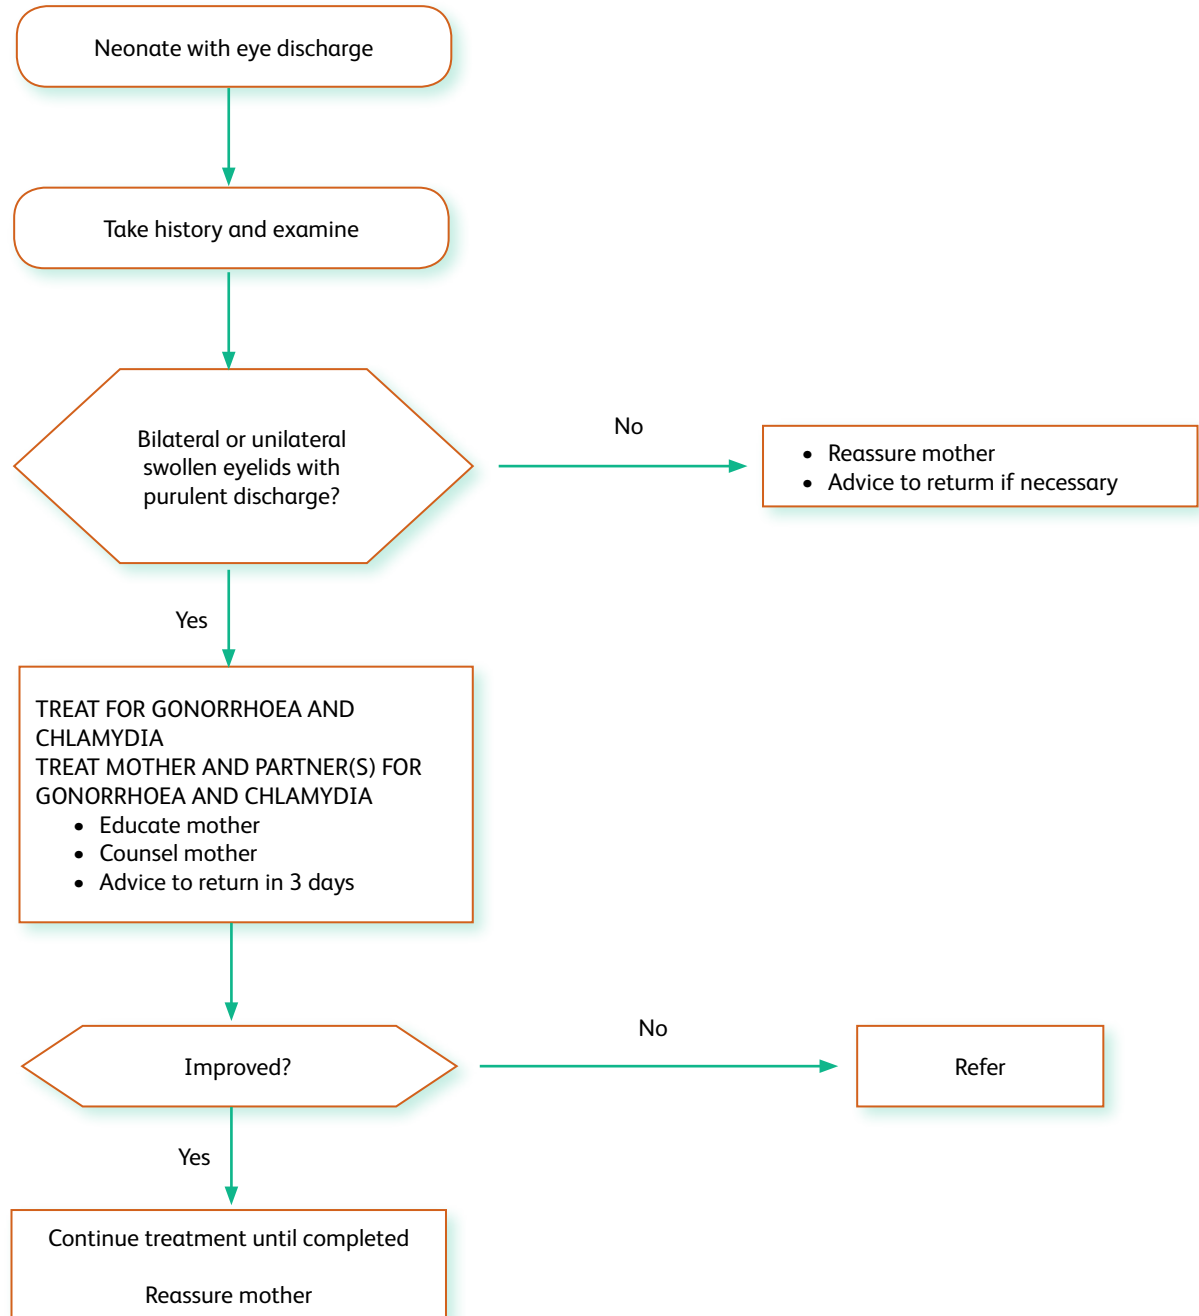 Neonate with eye discharge
Take history and examine
Bilateral or unilateral
swollen eyelids with
purulent discharge?
No
• Reassure mother
• Advice to returm if necessary
Yes
TREAT FOR GONORRHOEA AND
CHLAMYDIA
TREAT MOTHER AND PARTNER(S) FOR
GONORRHOEA AND CHLAMYDIA
• Educate mother
• Counsel mother
• Advice to return in 3 days
Improved?
No
Refer
Yes
Continue treatment until completed
Reassure mother